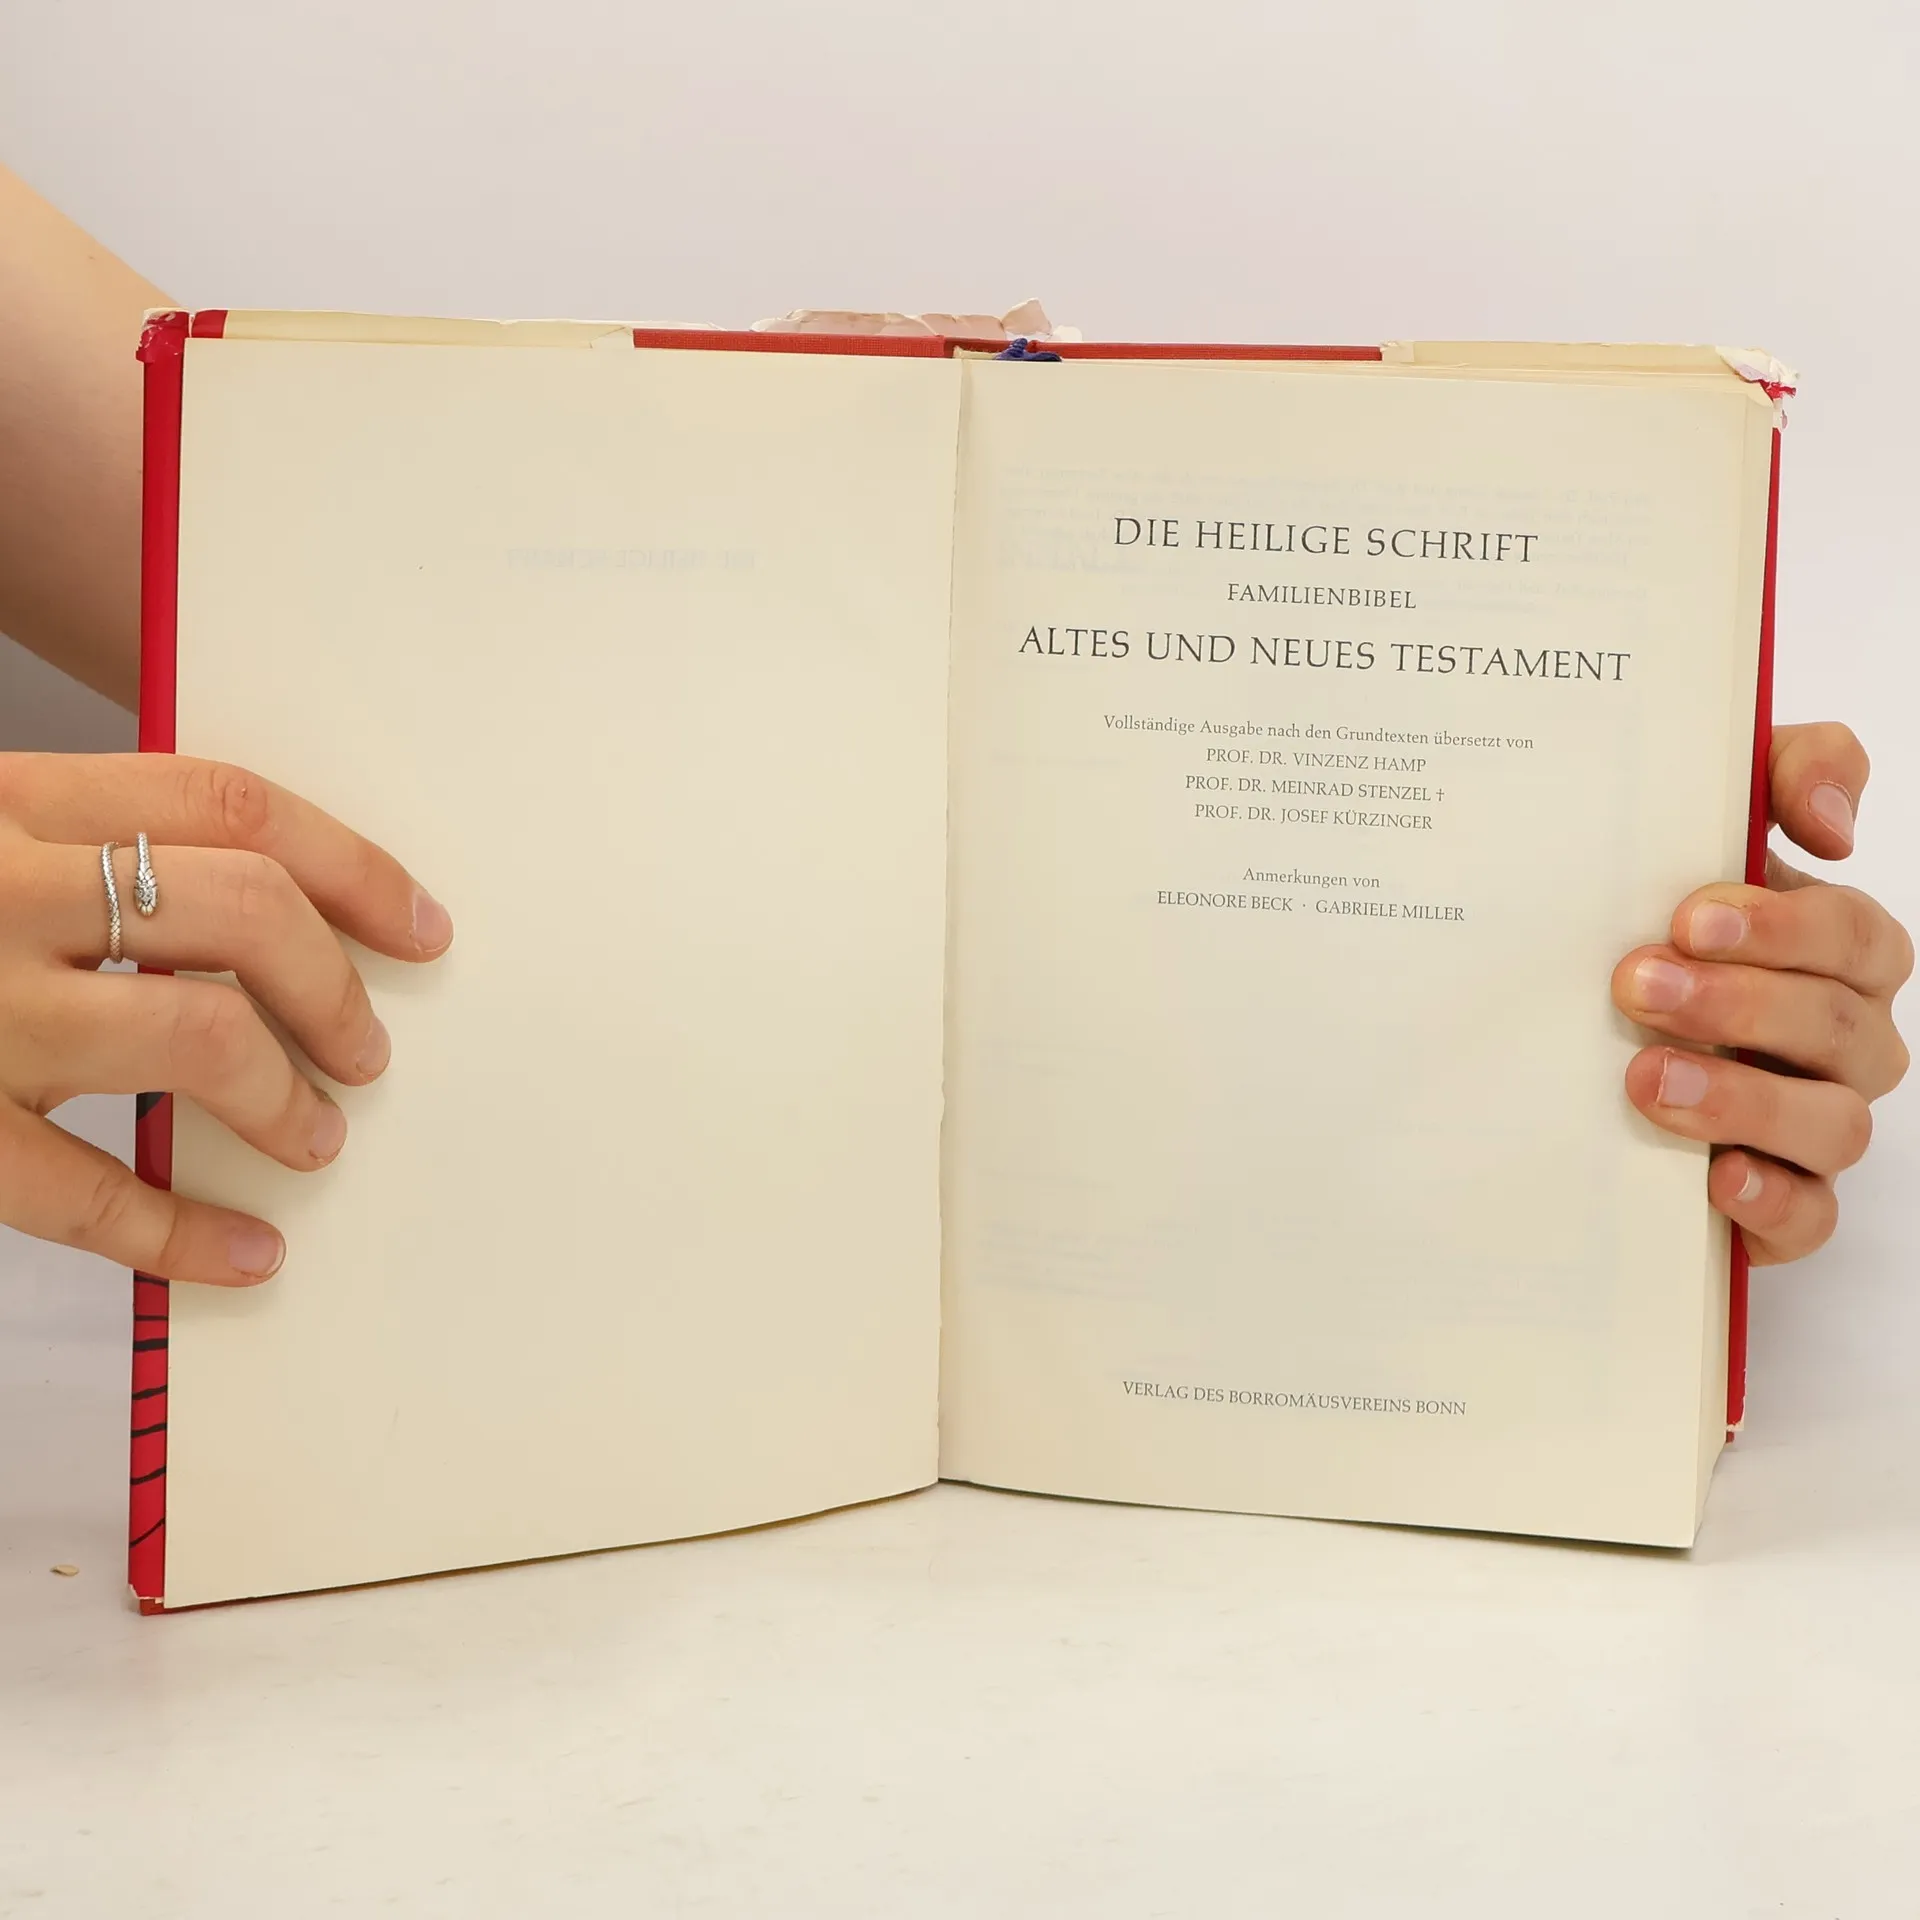 DIE HEILIGE SCHRIFT
FAMILIENBIBEL
ALTES UND NEUES TESTAMENT
Vollständige Ausgabe nach den Grundtexten übersetzt von
PROF. DR. VINZENZ HAMP
PROF. DR. MEINRAD STENZEL †
PROF. DR. JOSEF KÜRZINGER
Anmerkungen von
ELEONORE BECK · GABRIELE MILLER
VERLAG DES BORROMÄUSVEREINS BONN